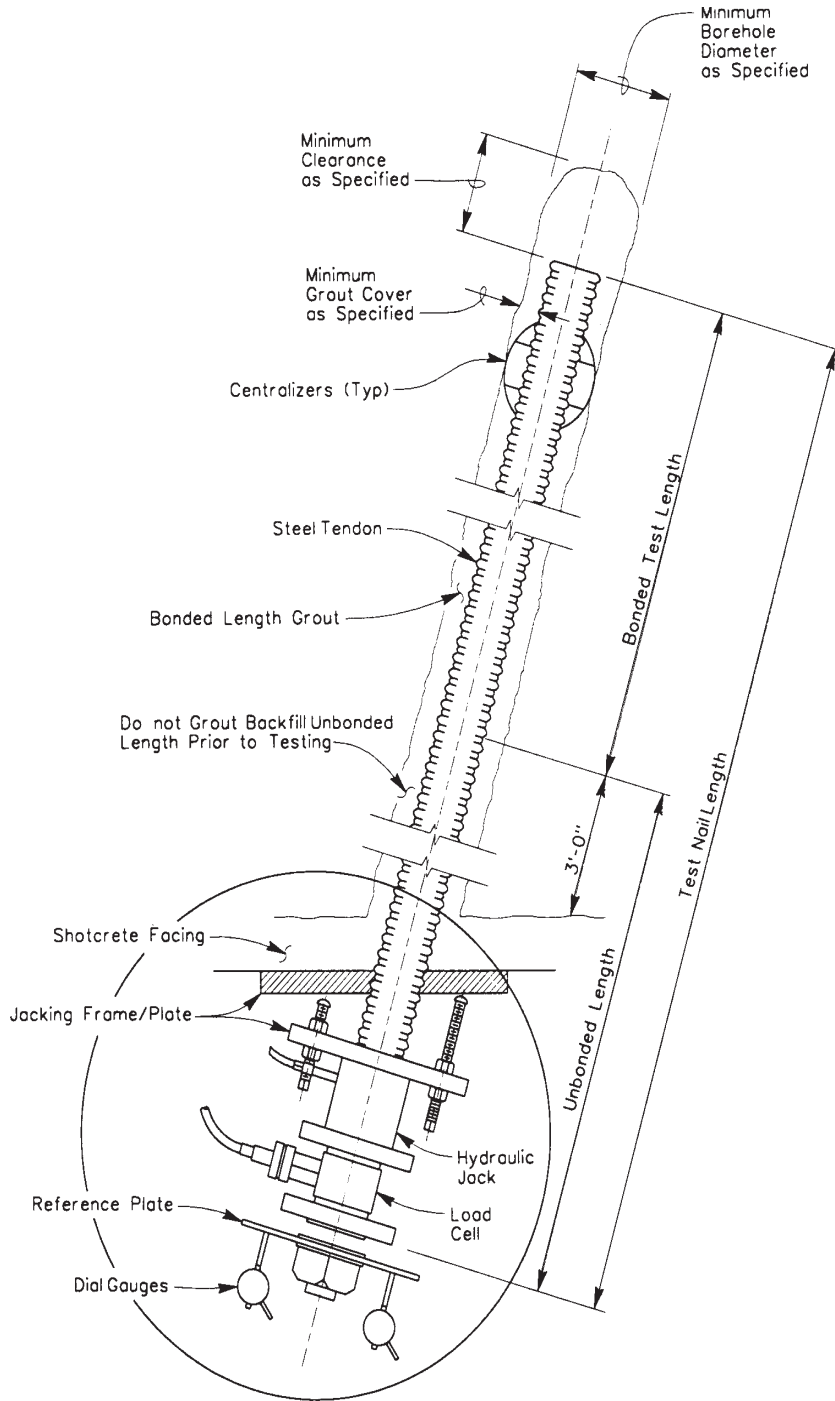 Minimum
Borehole
Diameter
as Specified
Minimum
Clearance
as Specified
Minimum
Grout Cover
as Specified
Centralizers (Typ)
Steel Tendon
Bonded Length Grout
Bonded Test Length
Do not Grout Backfill Unbonded
Length Prior to Testing
3'-0"
Test Nail Length
Unbonded Length
Shotcrete Facing
Jacking Frame/Plate
Hydraulic
Jack
Reference Plate
Load
Cell
Dial Gauges